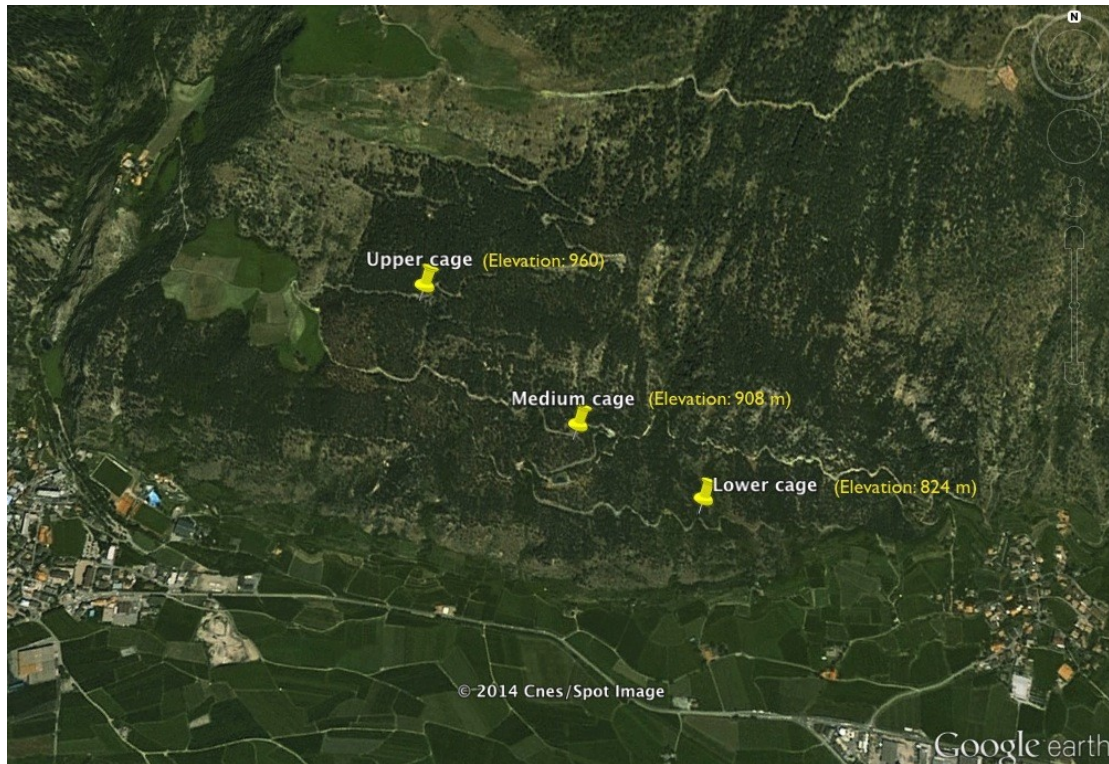 N
Upper cage (Elevation: 960)
Medium cage (Elevation: 908 m)
Lower cage (Elevation: 824 m)
© 2014 Cnes/Spot Image
Google earth